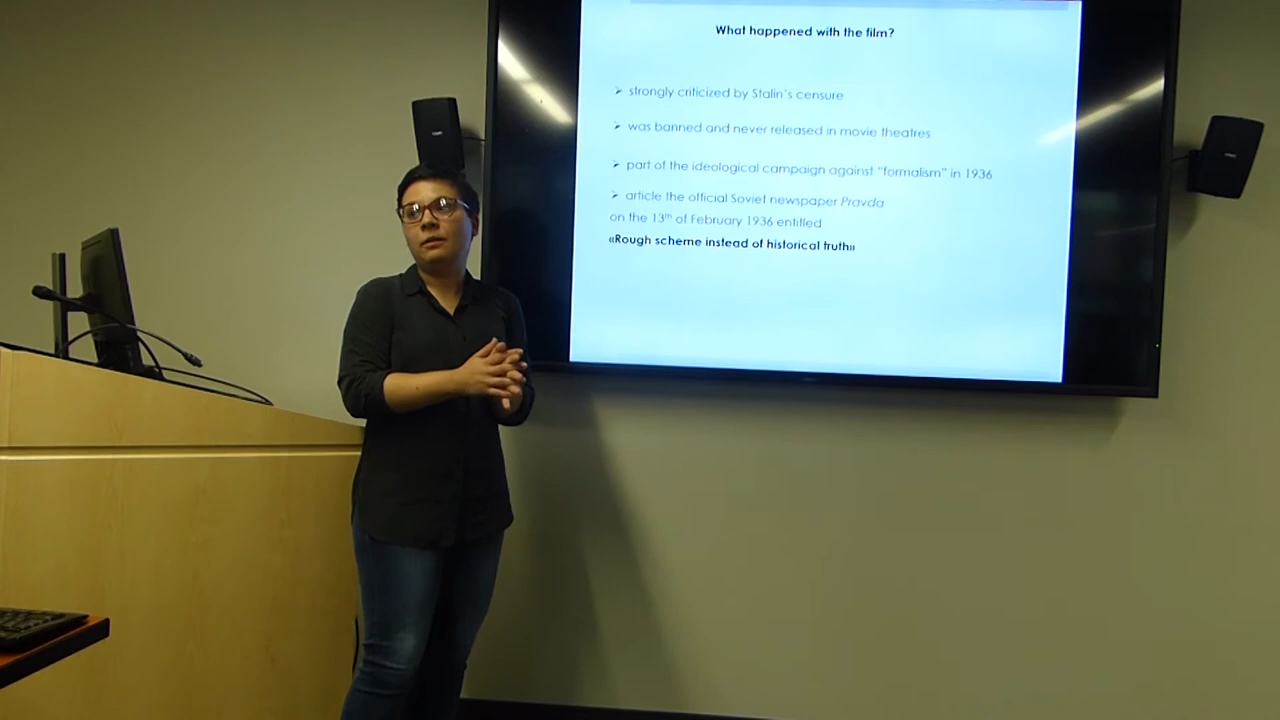 What happened with the film?
➤ strongly criticized by Stalin's censure
➤ was banned and never released in movie theatres
➤ part of the ideological campaign against "formalism" in 1936
➤ article the official Soviet newspaper Pravda
on the 13th of February 1936 entitled
«Rough scheme instead of historical truth»